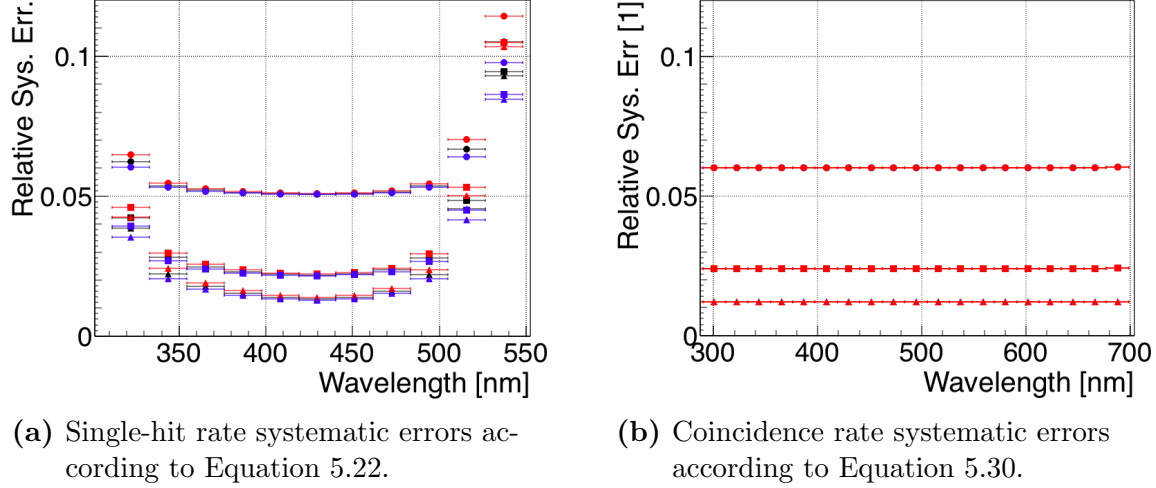 Relative Sys. Err.
0.1
0.05
0
350 400 450 500 550
Wavelength [nm]
Relative Sys. Err [1]
0.1
0.05
0
300 400 500 600 700
Wavelength [nm]
(a) Single-hit rate systematic errors ac-
cording to Equation 5.22.
(b) Coincidence rate systematic errors
according to Equation 5.30.